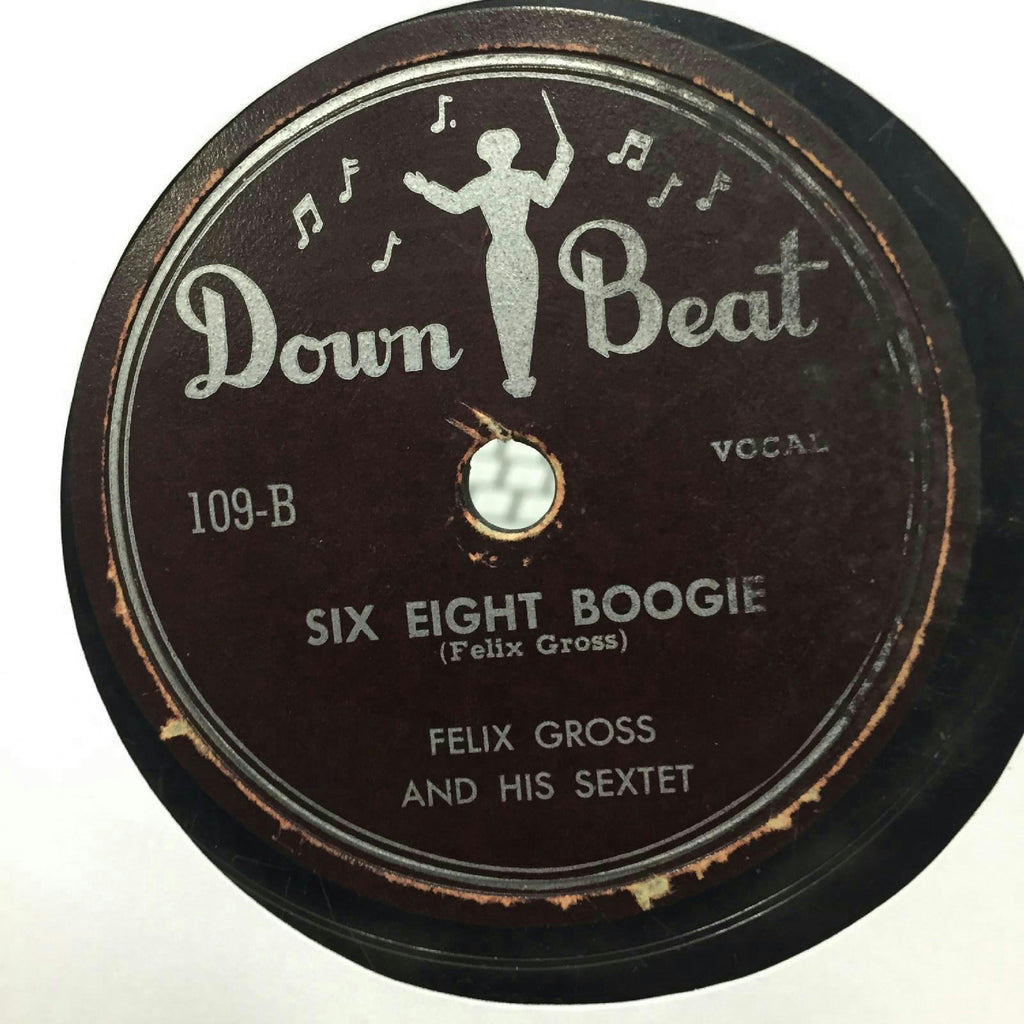 Down Beat
VOCAL
109-B
SIX EIGHT BOOGIE
(Felix Gross)
FELIX GROSS
AND HIS SEXTET